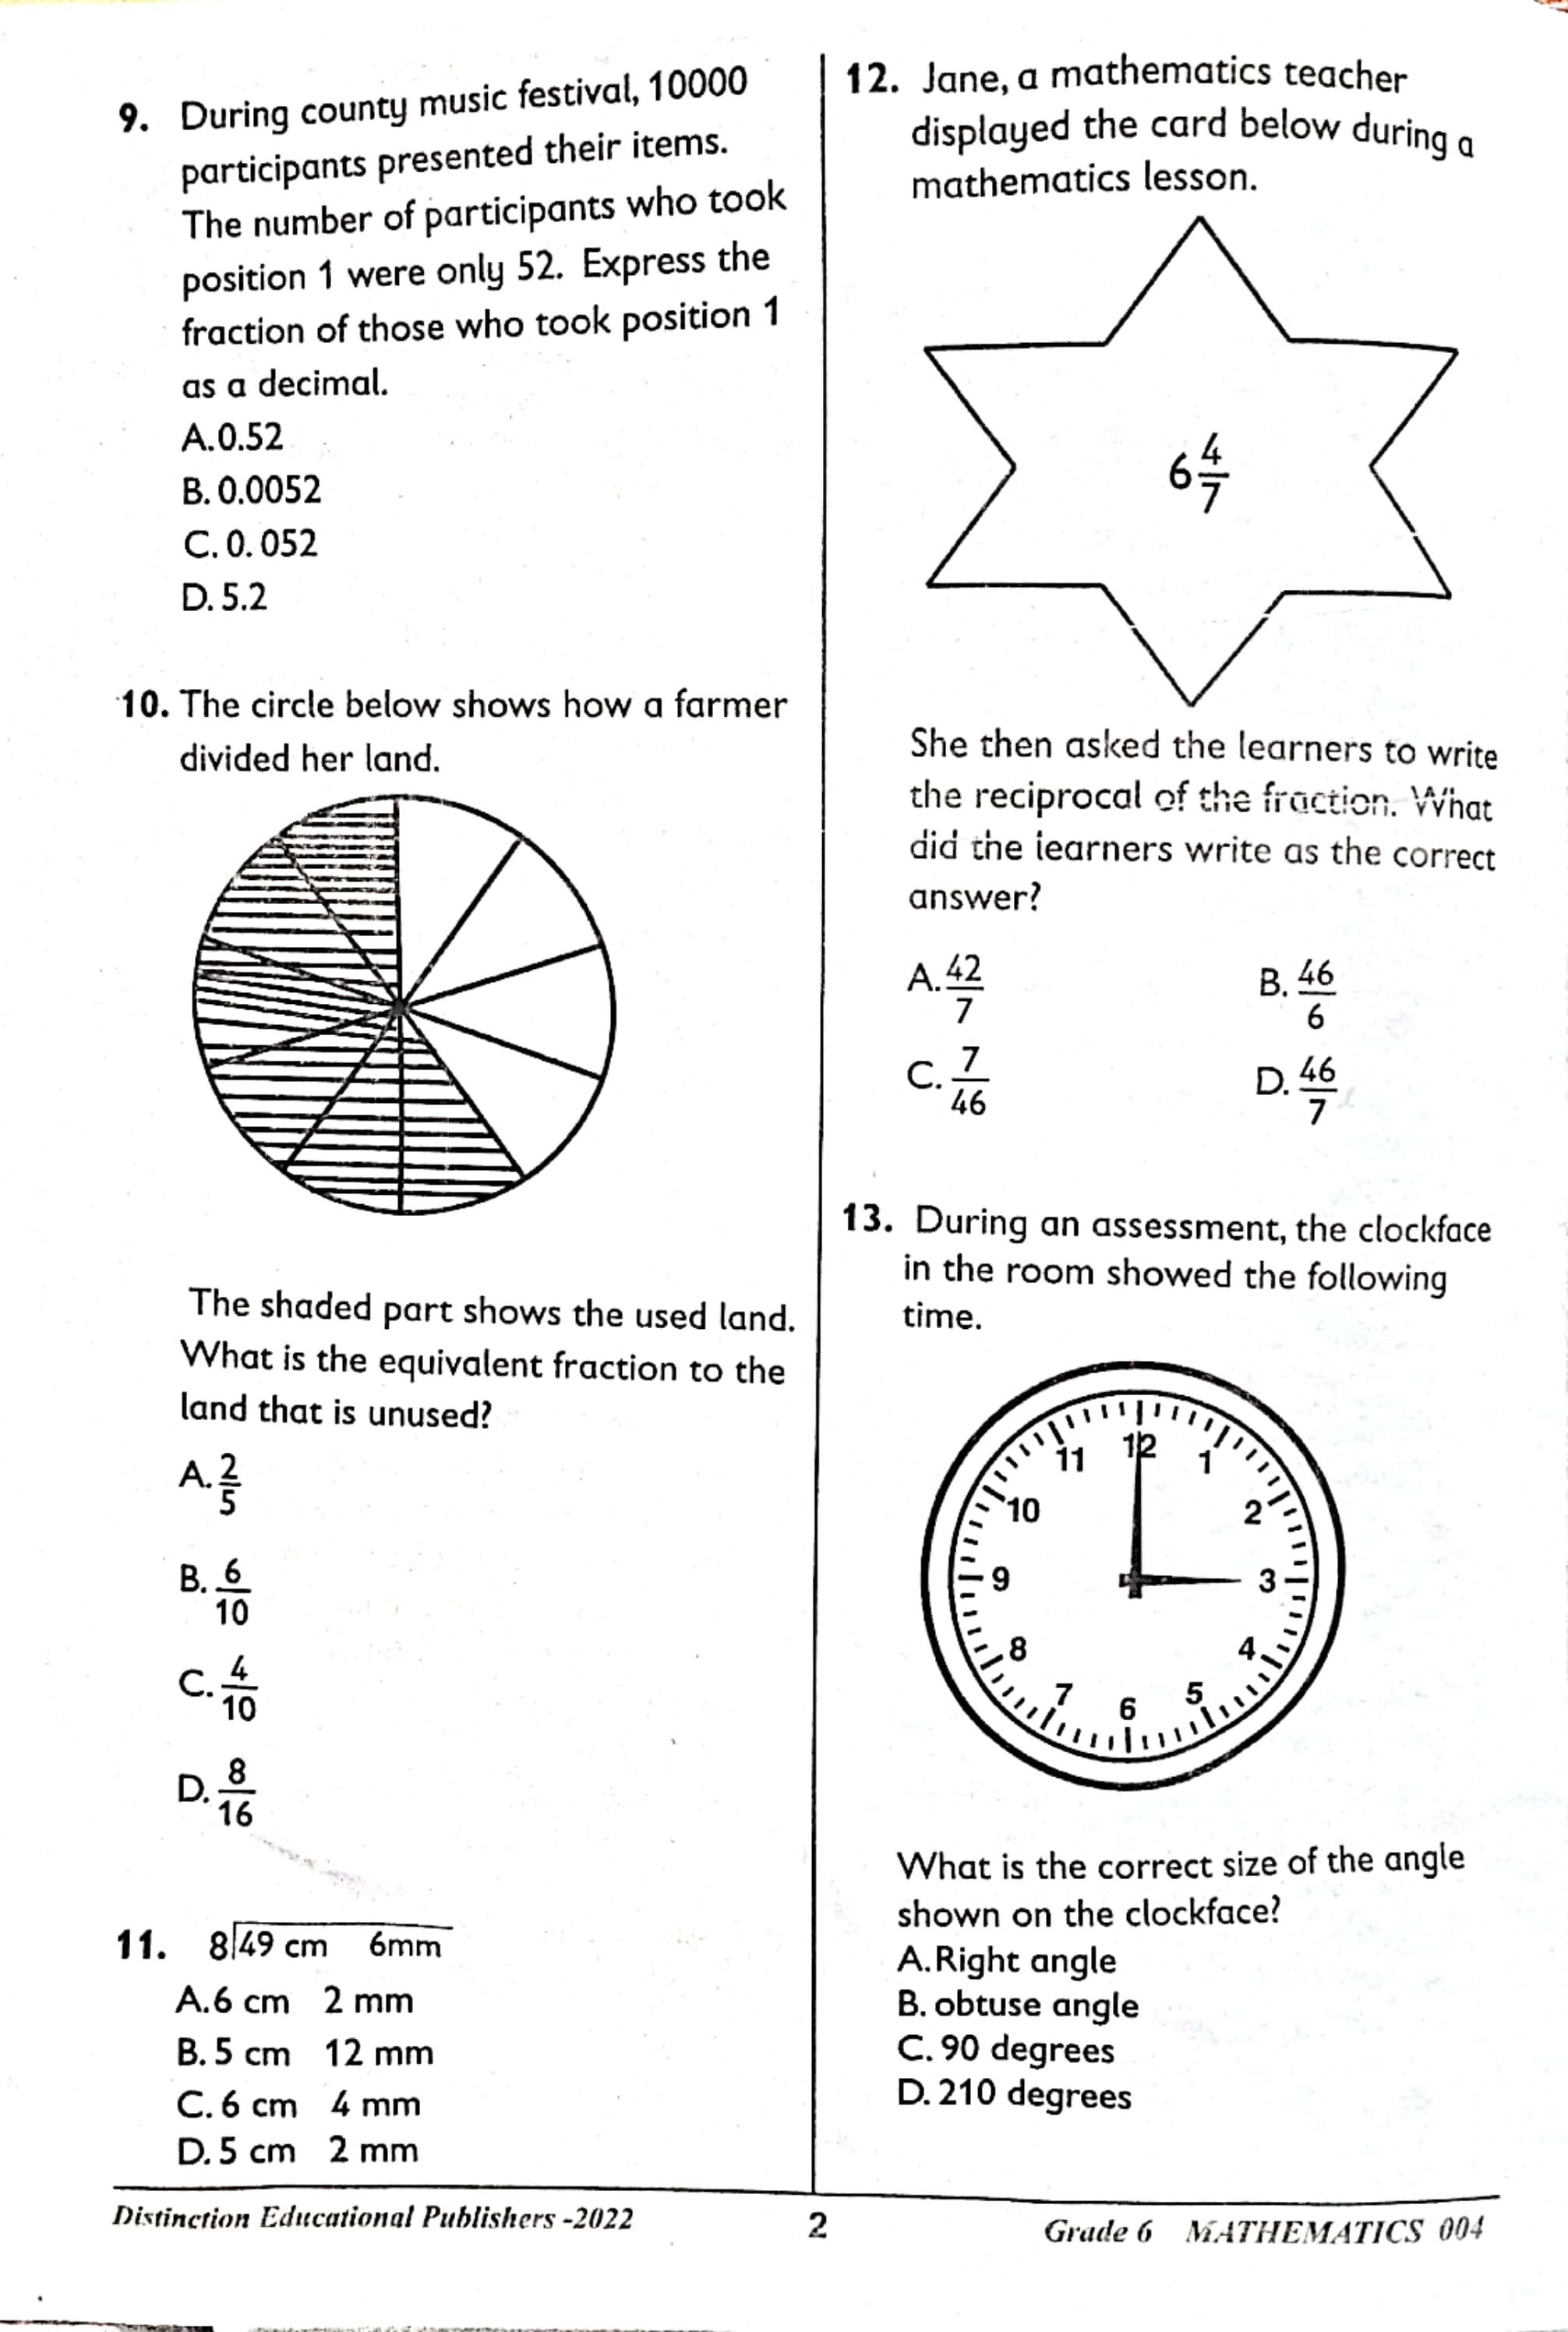 9. During county music festival, 10000
participants presented their items.
The number of participants who took
position 1 were only 52. Express the
fraction of those who took position 1
as a decimal.
A.0.52
B. 0.0052
C. 0. 052
D. 5.2
10. The circle below shows how a farmer
divided her land.
The shaded part shows the used land.
What is the equivalent fraction to the
land that is unused?
A. 2/5
B. 6/10
C. 4/10
D. 8/16
11. 8)49 cm 6mm
A.6 cm 2 mm
B. 5 cm 12 mm
C. 6 cm 4 mm
D. 5 cm 2 mm
12. Jane, a mathematics teacher
displayed the card below during a
mathematics lesson.
6 4/7
She then asked the learners to write
the reciprocal of the fraction. What
did the learners write as the correct
answer?
A. 42/7 B. 46/6
C. 7/46 D. 46/7
13. During an assessment, the clockface
in the room showed the following
time.
12
11 1
10 2
9 3
8 4
7 6 5
What is the correct size of the angle
shown on the clockface?
A. Right angle
B. obtuse angle
C. 90 degrees
D. 210 degrees
Distinction Educational Publishers -2022 2 Grade 6 MATHEMATICS 004